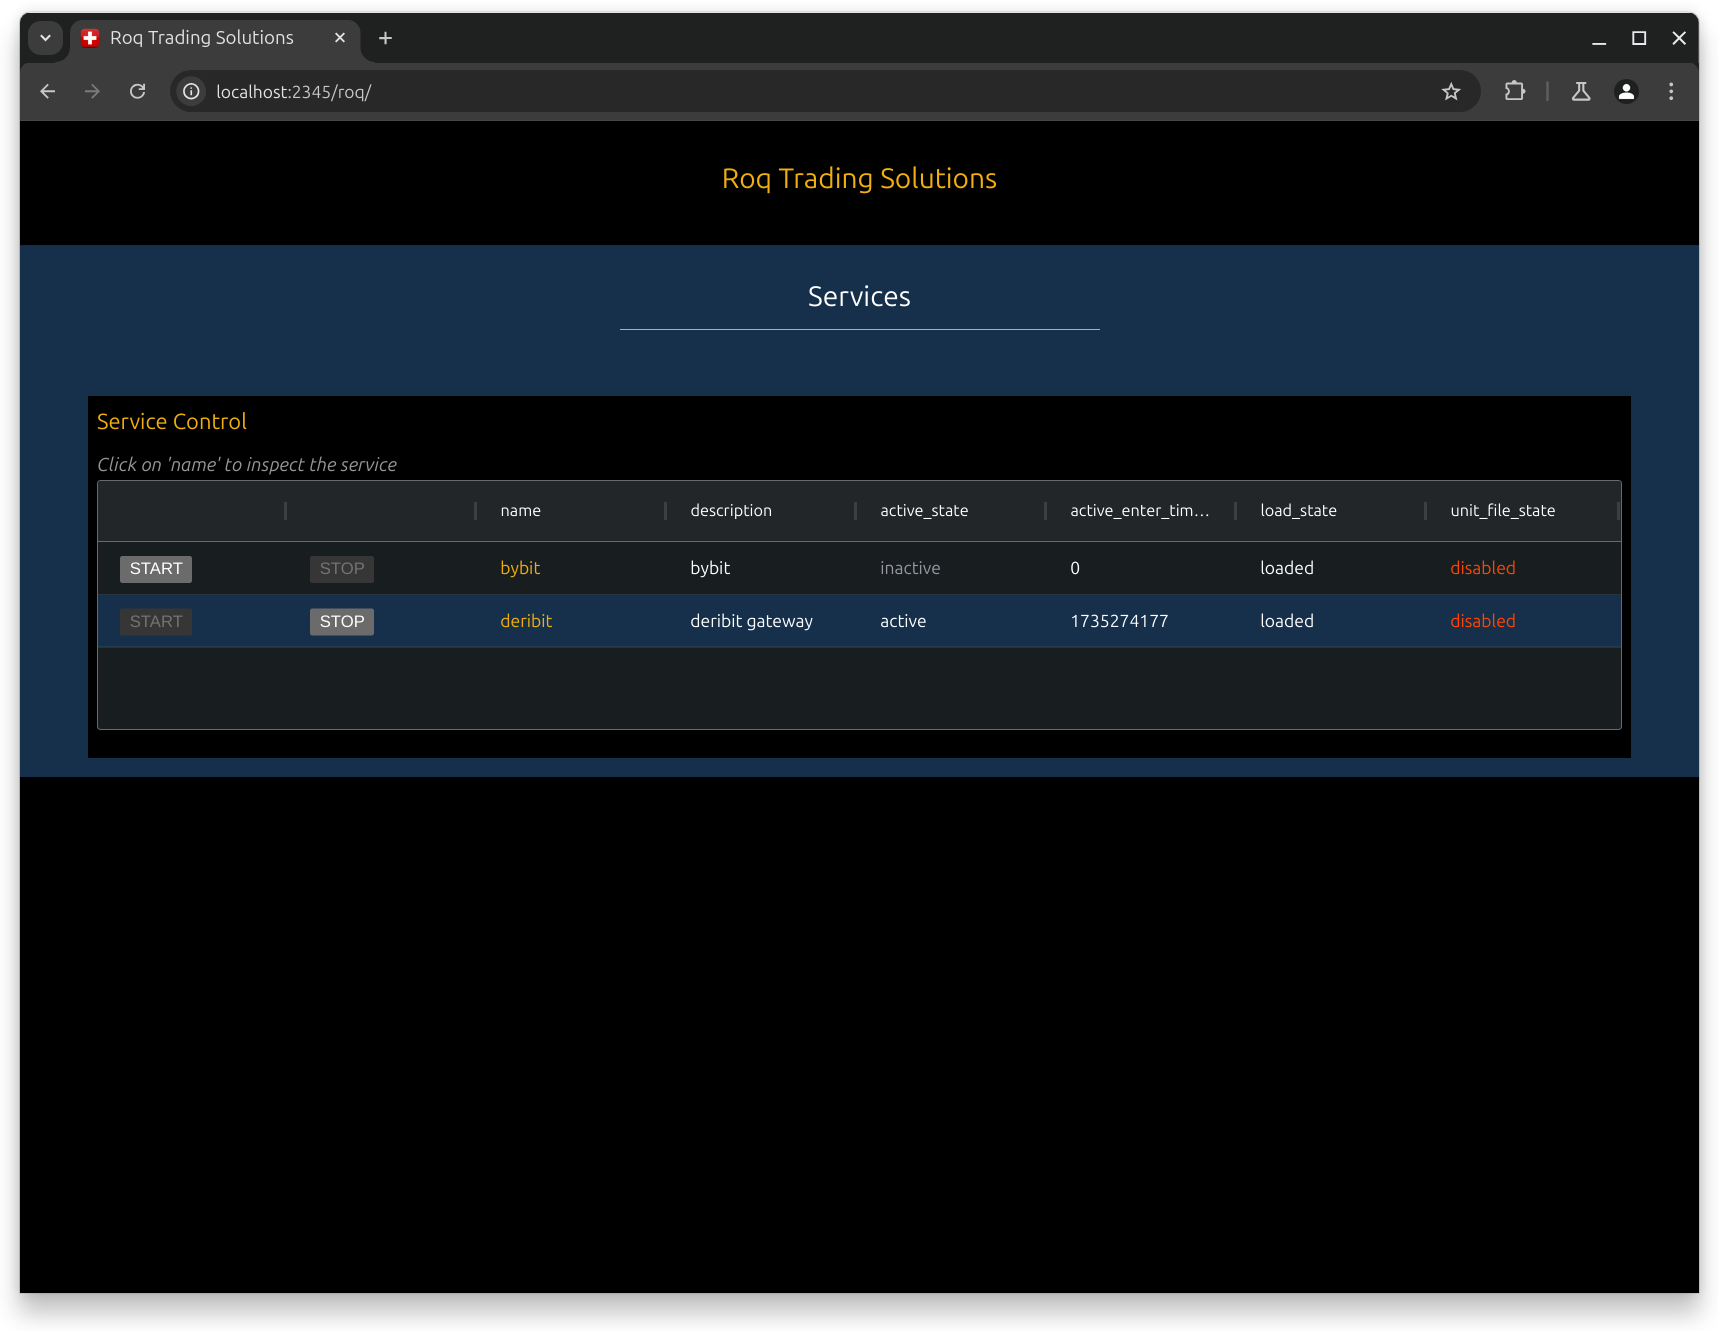 Roq Trading Solutions
localhost:2345/roq/
Roq Trading Solutions
Services
Service Control
Click on 'name' to inspect the service
name description active_state active_enter_tim... load_state unit_file_state
START STOP bybit bybit inactive 0 loaded disabled
START STOP deribit deribit gateway active 1735274177 loaded disabled